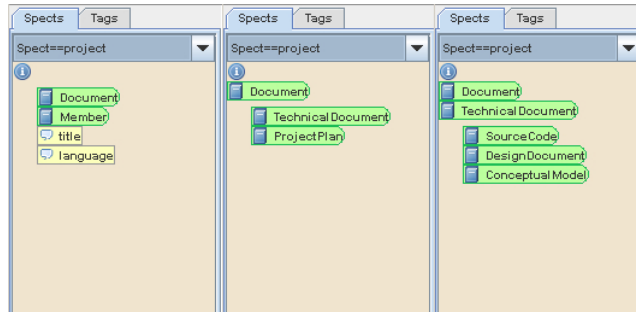 Spects Tags
Spect==project
Document
Member
title
language
Spects Tags
Spect==project
Document
Technical Document
ProjectPlan
Spects Tags
Spect==project
Document
Technical Document
SourceCode
DesignDocument
Conceptual Model